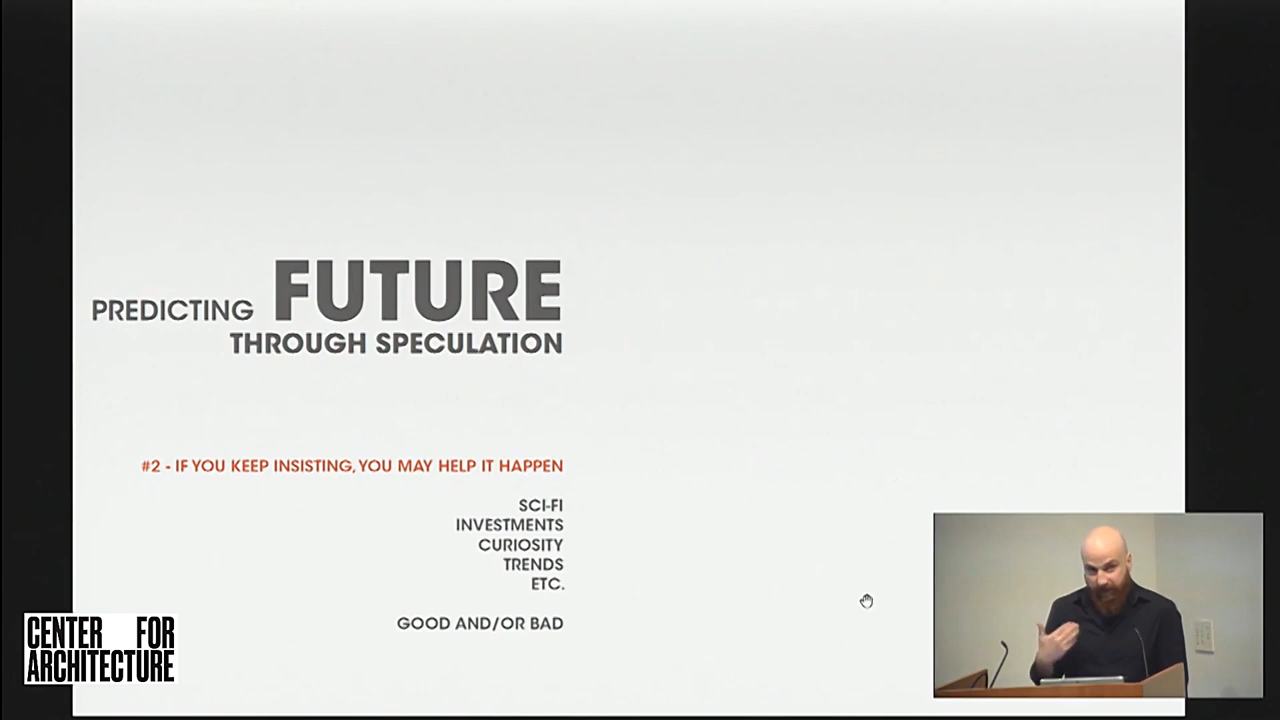 PREDICTING FUTURE
THROUGH SPECULATION
#2 - IF YOU KEEP INSISTING, YOU MAY HELP IT HAPPEN
SCI-FI
INVESTMENTS
CURIOSITY
TRENDS
ETC.
GOOD AND/OR BAD
CENTER FOR
ARCHITECTURE